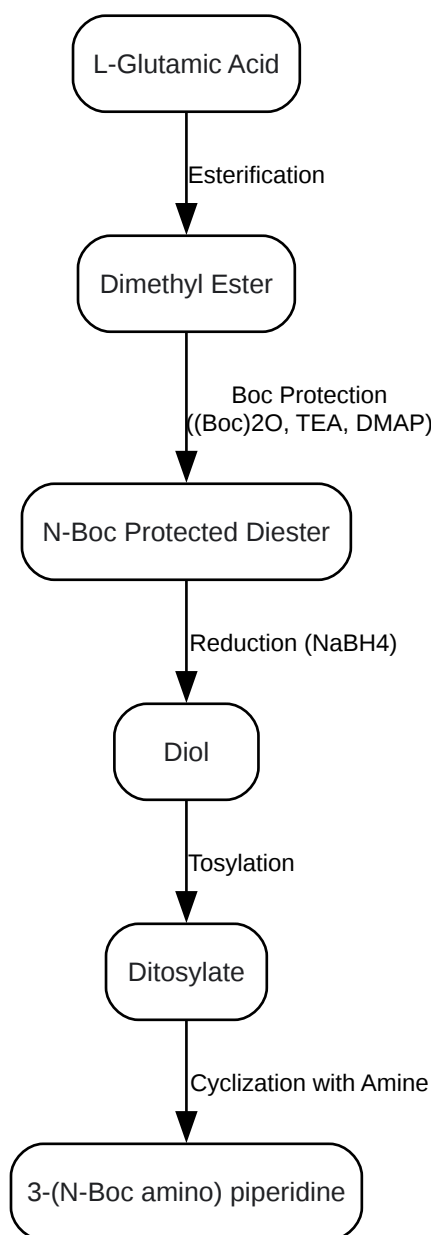 L-Glutamic Acid
Esterification
Dimethyl Ester
Boc Protection
((Boc)2O, TEA, DMAP)
N-Boc Protected Diester
Reduction (NaBH4)
Diol
Tosylation
Ditosylate
Cyclization with Amine
3-(N-Boc amino) piperidine